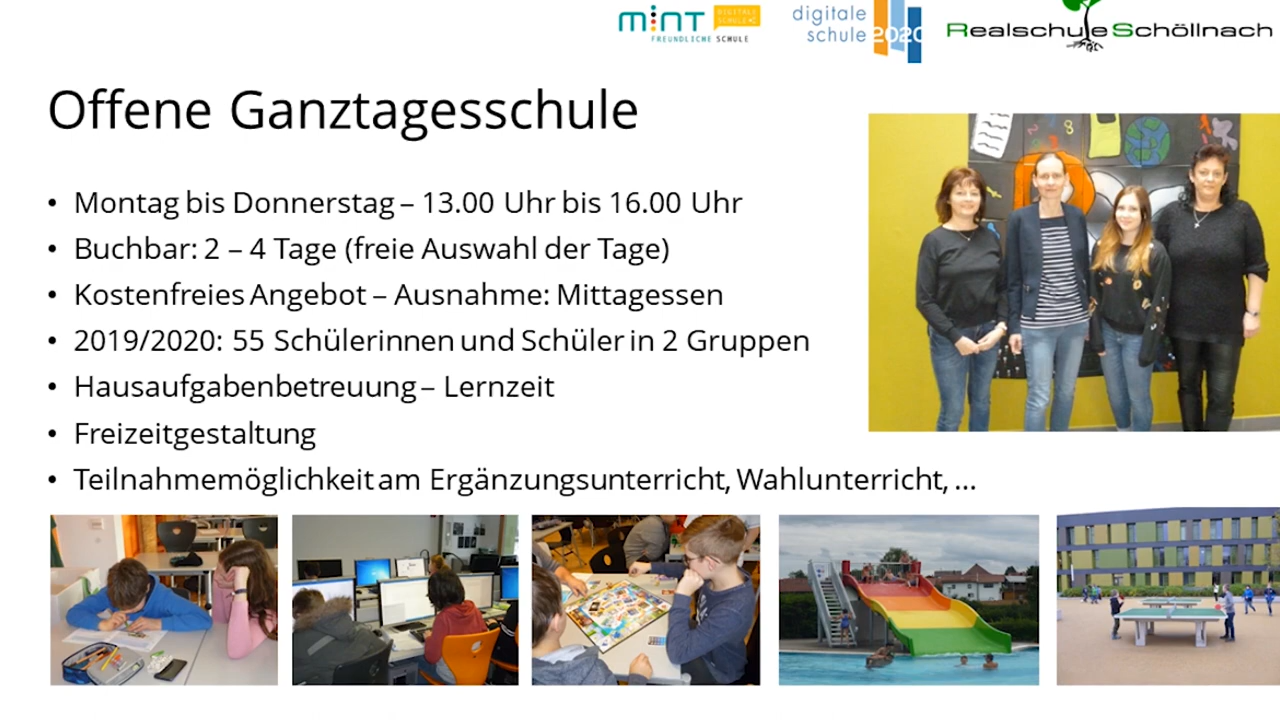 MINT
DIGITALE
SCHULE
FREUNDLICHE SCHULE
digitale
schule 2020
Realschule Schöllnach
Offene Ganztagesschule
• Montag bis Donnerstag – 13.00 Uhr bis 16.00 Uhr
• Buchbar: 2 – 4 Tage (freie Auswahl der Tage)
• Kostenfreies Angebot – Ausnahme: Mittagessen
• 2019/2020: 55 Schülerinnen und Schüler in 2 Gruppen
• Hausaufgabenbetreuung – Lernzeit
• Freizeitgestaltung
• Teilnahmemöglichkeit am Ergänzungsunterricht, Wahlunterricht, ...